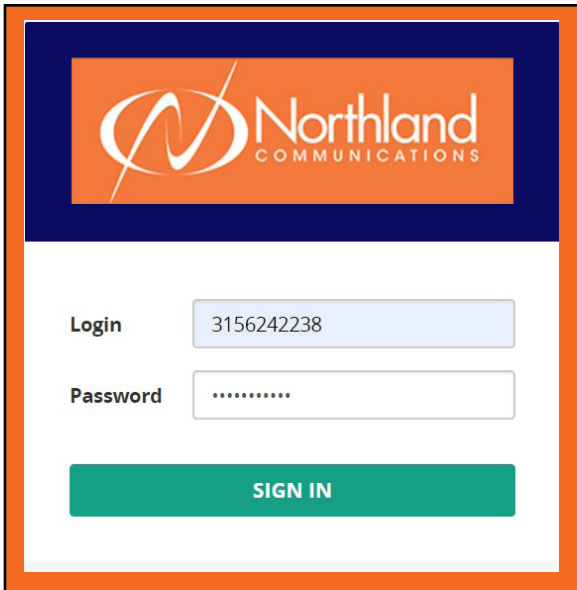 Northland
COMMUNICATIONS
Login 3156242238
Password •••••••••••
SIGN IN